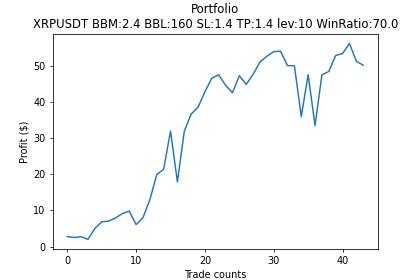 Portfolio
XRPUSDT BBM:2.4 BBL:160 SL:1.4 TP:1.4 lev:10 WinRatio:70.0
50
40
30
20
10
0
Profit ($)
0 10 20 30 40
Trade counts